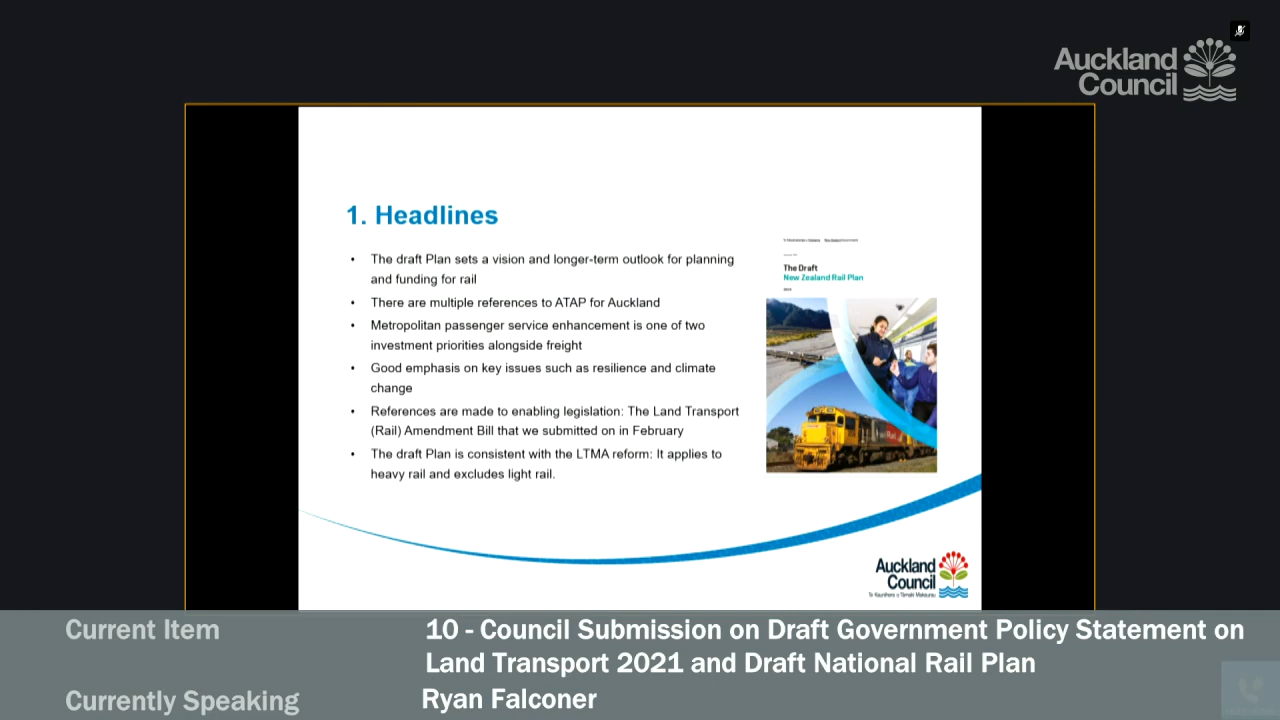 Auckland
Council
1. Headlines
• The draft Plan sets a vision and longer-term outlook for planning
and funding for rail
• There are multiple references to ATAP for Auckland
• Metropolitan passenger service enhancement is one of two
investment priorities alongside freight
• Good emphasis on key issues such as resilience and climate
change
• References are made to enabling legislation: The Land Transport
(Rail) Amendment Bill that we submitted on in February
• The draft Plan is consistent with the LTMA reform: It applies to
heavy rail and excludes light rail.
The Draft
New Zealand Rail Plan
Auckland
Council
Te Kaunihera o Tāmaki Makaurau
Current Item
10 - Council Submission on Draft Government Policy Statement on
Land Transport 2021 and Draft National Rail Plan
Currently Speaking
Ryan Falconer